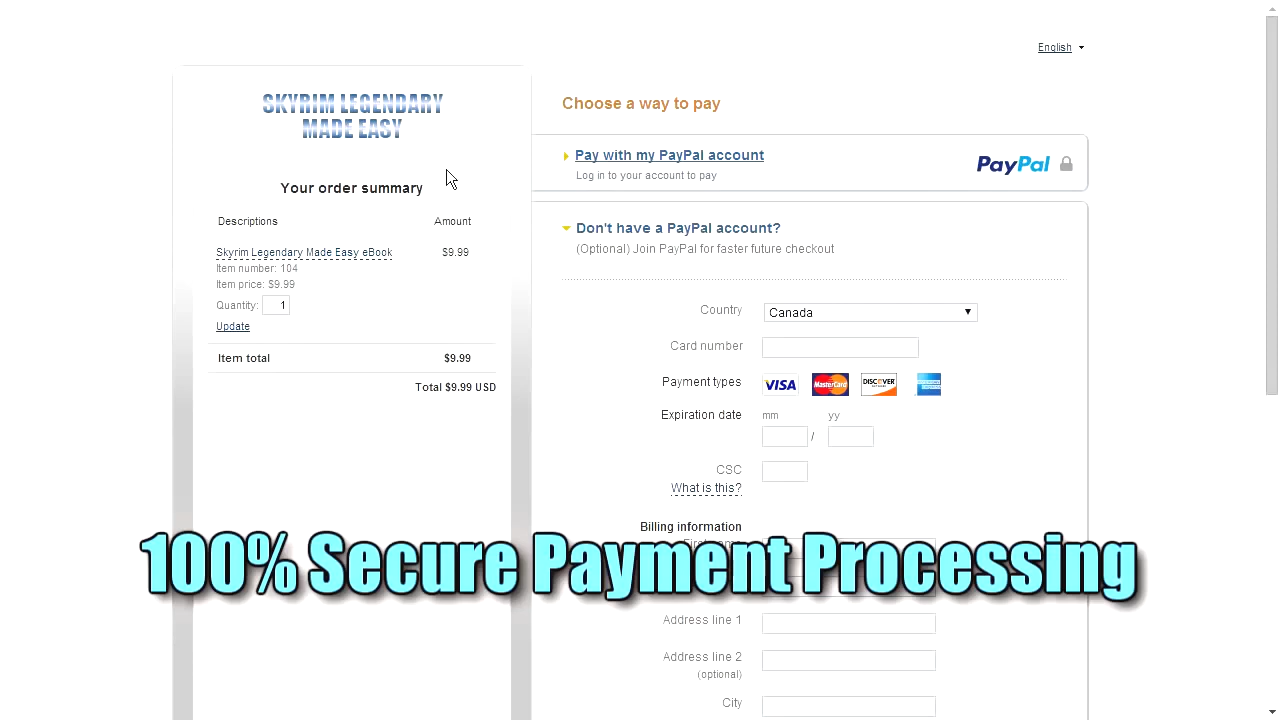 English
SKYRIM LEGENDARY
MADE EASY
Your order summary
Descriptions Amount
Skyrim Legendary Made Easy eBook $9.99
Item number: 104
Item price: $9.99
Quantity: 1
Update
Item total $9.99
Total $9.99 USD
Choose a way to pay
Pay with my PayPal account
Log in to your account to pay
PayPal
Don't have a PayPal account?
(Optional) Join PayPal for faster future checkout
Country Canada
Card number
Payment types VISA MasterCard DISCOVER
Expiration date mm yy
/
CSC
What is this?
Billing information
100% Secure Payment Processing
Address line 1
Address line 2
(optional)
City